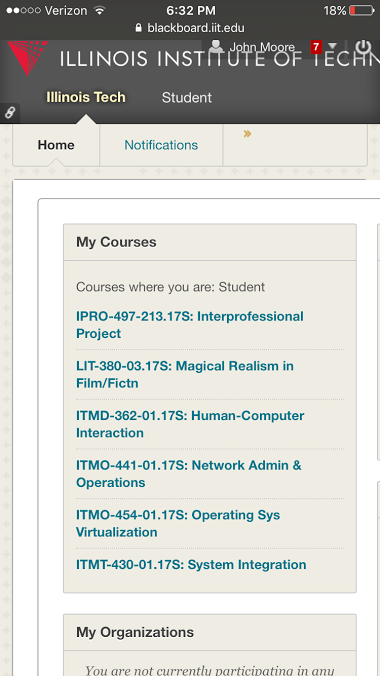 Verizon 6:32 PM 18%
blackboard.iit.edu
ILLINOIS INSTITUTE OF TECHN
John Moore 7
Illinois Tech Student
Home Notifications »
My Courses
Courses where you are: Student
IPRO-497-213.17S: Interprofessional
Project
LIT-380-03.17S: Magical Realism in
Film/Fictn
ITMD-362-01.17S: Human-Computer
Interaction
ITMO-441-01.17S: Network Admin &
Operations
ITMO-454-01.17S: Operating Sys
Virtualization
ITMT-430-01.17S: System Integration
My Organizations
You are not currently participating in any